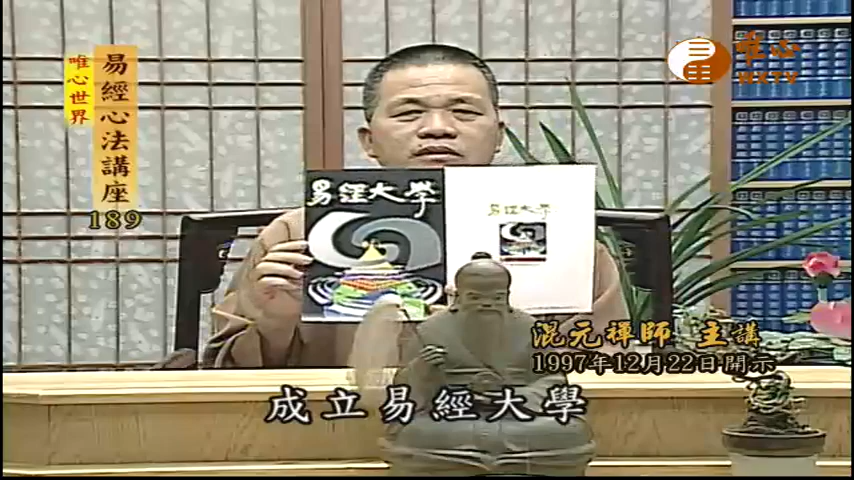 唯心世界
易經心法講座
189
唯心
WXTV
易經大學
易經大學
混元禪師 主講
1997年12月22日開示
成立易經大學